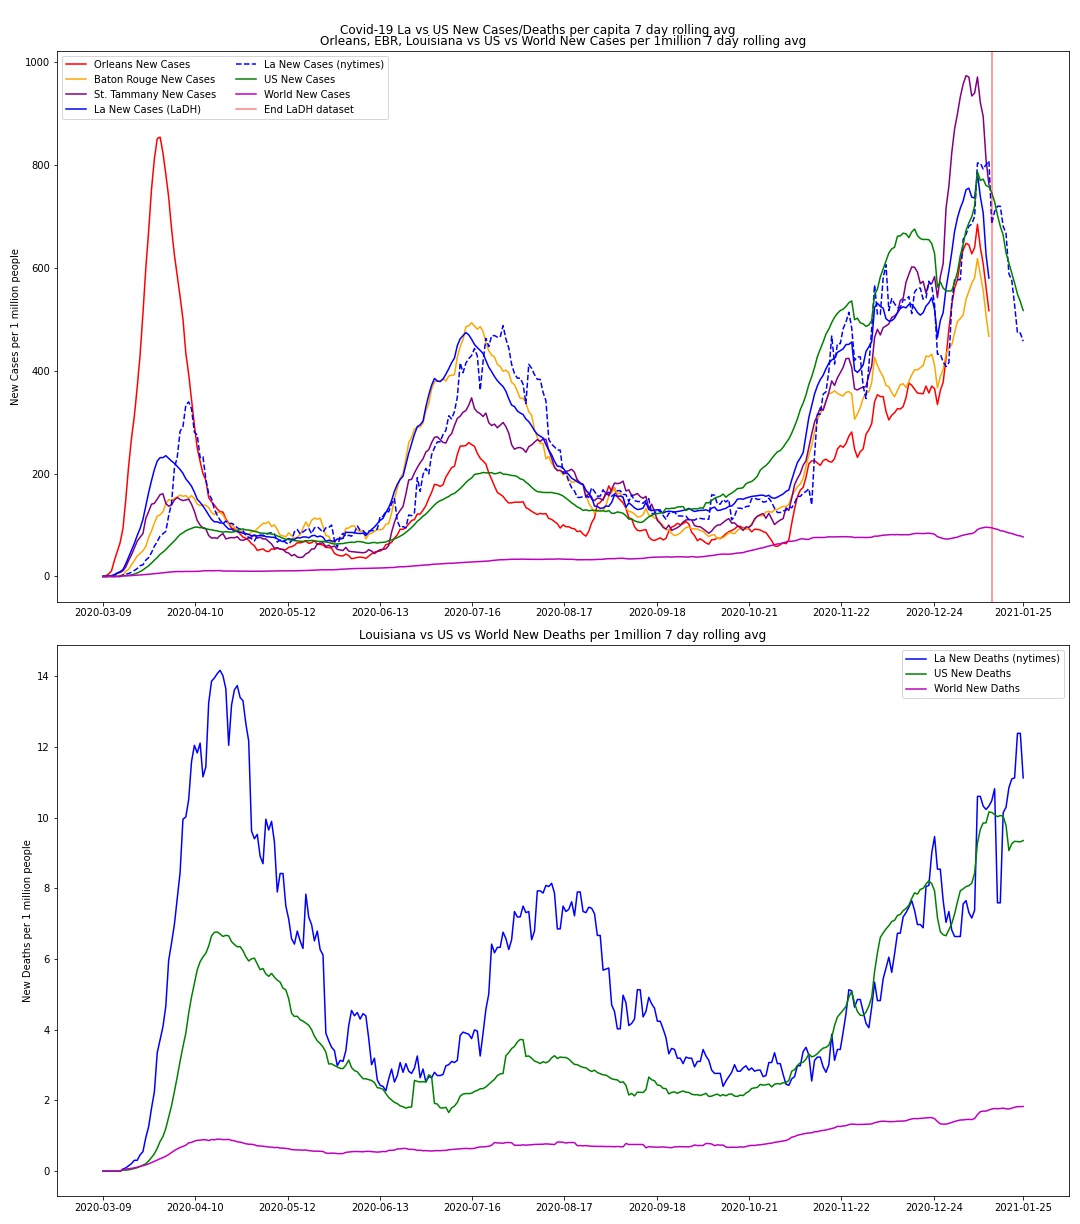 Covid-19 La vs US New Cases/Deaths per capita 7 day rolling avg
Orleans, EBR, Louisiana vs US vs World New Cases per 1million 7 day rolling avg
Orleans New Cases
Baton Rouge New Cases
St. Tammany New Cases
La New Cases (LaDH)
La New Cases (nytimes)
US New Cases
World New Cases
End LaDH dataset
New Cases per 1 million people
1000
800
600
400
200
0
2020-03-09 2020-04-10 2020-05-12 2020-06-13 2020-07-16 2020-08-17 2020-09-18 2020-10-21 2020-11-22 2020-12-24 2021-01-25
Louisiana vs US vs World New Deaths per 1million 7 day rolling avg
La New Deaths (nytimes)
US New Deaths
World New Daths
New Deaths per 1 million people
14
12
10
8
6
4
2
0
2020-03-09 2020-04-10 2020-05-12 2020-06-13 2020-07-16 2020-08-17 2020-09-18 2020-10-21 2020-11-22 2020-12-24 2021-01-25